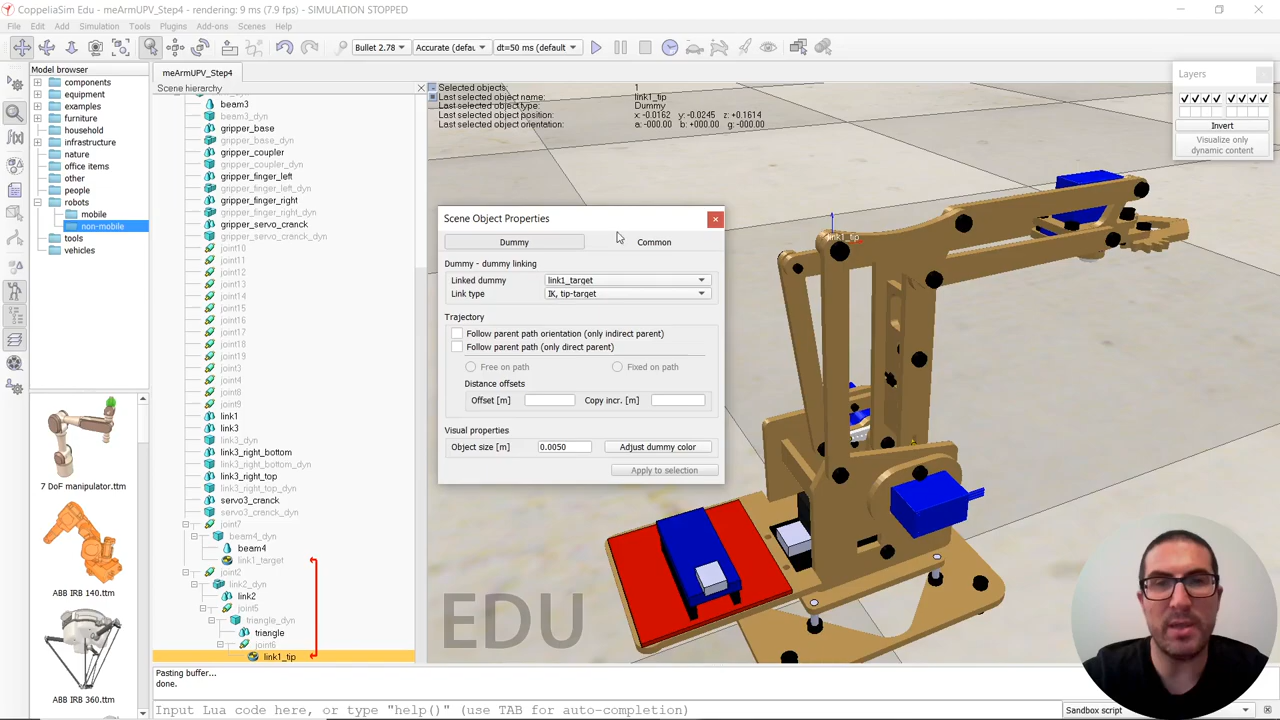 CoppeliaSim Edu - meArmUPV_Step4 - rendering: 9 ms (7.9 fps) - SIMULATION STOPPED
File Edit Add Simulation Tools Plugins Add-ons Scenes Help
Bullet 2.78 Accurate (defau dt=50 ms (default)
Model browser
components
equipment
examples
furniture
household
infrastructure
nature
office items
other
people
robots
mobile
non-mobile
tools
vehicles
7 DoF manipulator.ttm
ABB IRB 140.ttm
ABB IRB 360.ttm
meArmUPV_Step4
Scene hierarchy
beam3
beam3_dyn
gripper_base
gripper_base_dyn
gripper_coupler
gripper_coupler_dyn
gripper_finger_left
gripper_finger_left_dyn
gripper_finger_right
gripper_finger_right_dyn
gripper_servo_cranck
gripper_servo_cranck_dyn
joint10
joint11
joint12
joint13
joint14
joint15
joint16
joint17
joint18
joint19
joint3
joint4
joint8
joint9
link1
link3
link3_dyn
link3_right_bottom
link3_right_bottom_dyn
link3_right_top
link3_right_top_dyn
servo3_cranck
servo3_cranck_dyn
joint7
beam4_dyn
beam4
link1_target
joint2
link2_dyn
link2
joint5
triangle_dyn
triangle
joint6
link1_tip
Selected objects: 1
Last selected object name: link1_tip
Last selected object type: Dummy
Last selected object position: x: -0.0162 y: -0.0245 z: +0.1614
Last selected object orientation: a: -000.00 b: +000.00 g: -000.00
Scene Object Properties
Dummy Common
Dummy - dummy linking
Linked dummy link1_target
Link type IK, tip-target
Trajectory
Follow parent path orientation (only indirect parent)
Follow parent path (only direct parent)
Free on path Fixed on path
Distance offsets
Offset [m] Copy incr. [m]
Visual properties
Object size [m] 0.0050 Adjust dummy color
Apply to selection
link1_tip
Layers
Invert
Visualize only
dynamic content
EDU
Pasting buffer...
done.
Input Lua code here, or type "help()" (use TAB for auto-completion)
Sandbox script